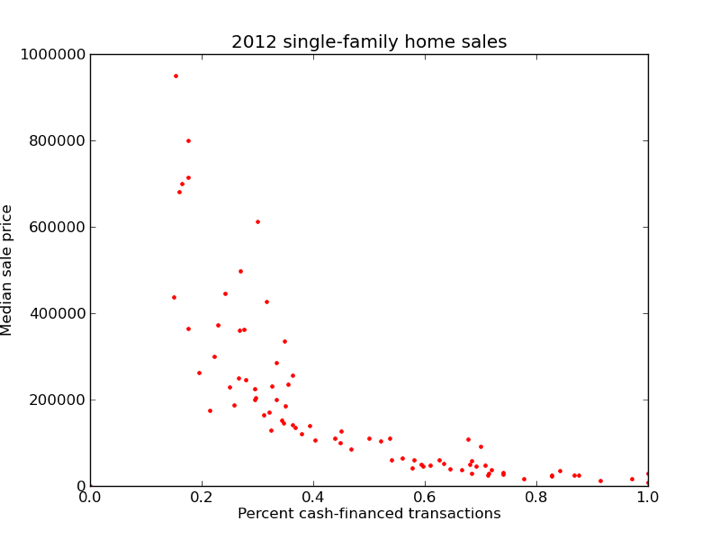 2012 single-family home sales
1000000
800000
600000
400000
200000
0
Median sale price
0.0 0.2 0.4 0.6 0.8 1.0
Percent cash-financed transactions